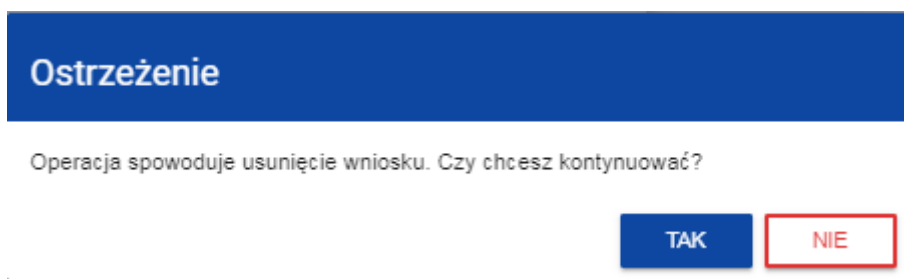 Ostrzeżenie
Operacja spowoduje usunięcie wniosku. Czy chcesz kontynuować?
TAK NIE